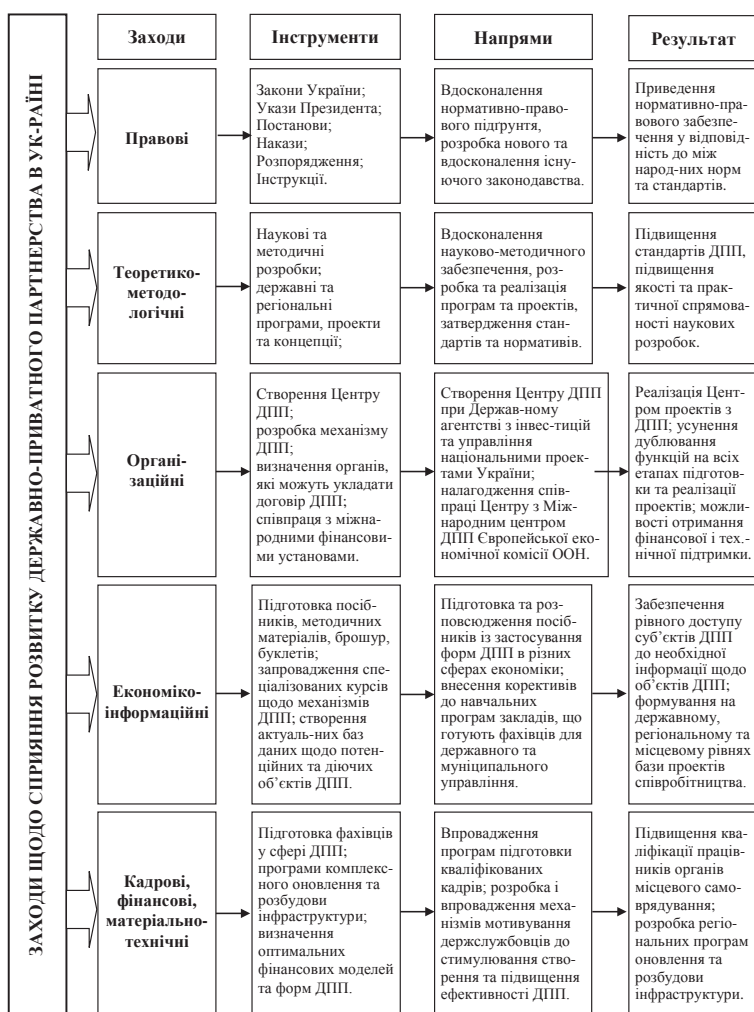 ЗАХОДИ ЩОДО СПРИЯННЯ РОЗВИТКУ ДЕРЖАВНО-ПРИВАТНОГО ПАРТНЕРСТВА В УК-РАЇНІ
Заходи
Інструменти
Напрями
Результат
Правові
Закони України;
Укази Президента;
Постанови;
Накази;
Розпорядження;
Інструкції.
Вдосконалення
нормативно-право-
вого підґрунтя,
розробка нового та
вдосконалення існу-
ючого законодавства.
Приведення
нормативно-пра-
вового забезпе-
чення у відповід-
ність до між
народ-них норм
та стандартів.
Теоретико-
методо-
логічні
Наукові та
методичні
розробки;
державні та
регіональні
програми, проекти
та концепції;
Вдосконалення
науково-методичного
забезпечення, роз-
робка та реалізація
програм та проектів,
затвердження стан-
дартів та нормативів.
Підвищення
стандартів ДПП,
підвищення
якості та прак-
тичної спрямова-
ності наукових
розробок.
Органі-
заційні
Створення Центру
ДПП;
розробка механізму
ДПП;
визначення органів,
які можуть укладати
договір ДПП;
співпраця з міжна-
родними фінансови-
ми установами.
Створення Центру ДПП
при Держав-ному
агентстві з інвес-тицій
та управління
національними проек-
тами України;
налагодження спів-
праці Центру з Між-
народним центром
ДПП Європейської еко-
номічної комісії ООН.
Реалізація Цент-
ром проектів з
ДПП; усунення
дублювання
функцій на всіх
етапах підготов-
ки та реалізації
проектів; можли-
вості отримання
фінансової і тех.-
нічної підтримки.
Економіко-
інформаційні
Підготовка посіб-
ників, методичних
матеріалів, брошур,
буклетів;
запровадження спе-
ціалізованих курсів
щодо механізмів
ДПП; створення
актуаль-них баз
даних щодо потен-
ційних та діючих
об’єктів ДПП.
Підготовка та роз-
повсюдження посіб-
ників із застосування
форм ДПП в різних
сферах економіки;
внесення корективів
до навчальних
програм закладів, що
готують фахівців для
державного та
муніципального
управління.
Забезпечення
рівного доступу
суб’єктів ДПП
до необхідної
інформації щодо
об’єктів ДПП;
формування на
державному,
регіональному та
місцевому рівнях
бази проектів
співробітництва.
Кадрові,
фінансові,
матеріально-
технічні
Підготовка фахівців
у сфері ДПП;
програми комплекс-
ного оновлення та
розбудови
інфраструктури;
визначення
оптимальних
фінансових моделей
та форм ДПП.
Впровадження
програм підготовки
кваліфікованих
кадрів; розробка і
впровадження меха-
нізмів мотивування
держслужбовців до
стимулювання ство-
рення та підвищення
ефективності ДПП.
Підвищення ква-
ліфікації праців-
ників органів
місцевого само-
врядування;
розробка регіо-
нальних програм
оновлення та
розбудови
інфраструктури.